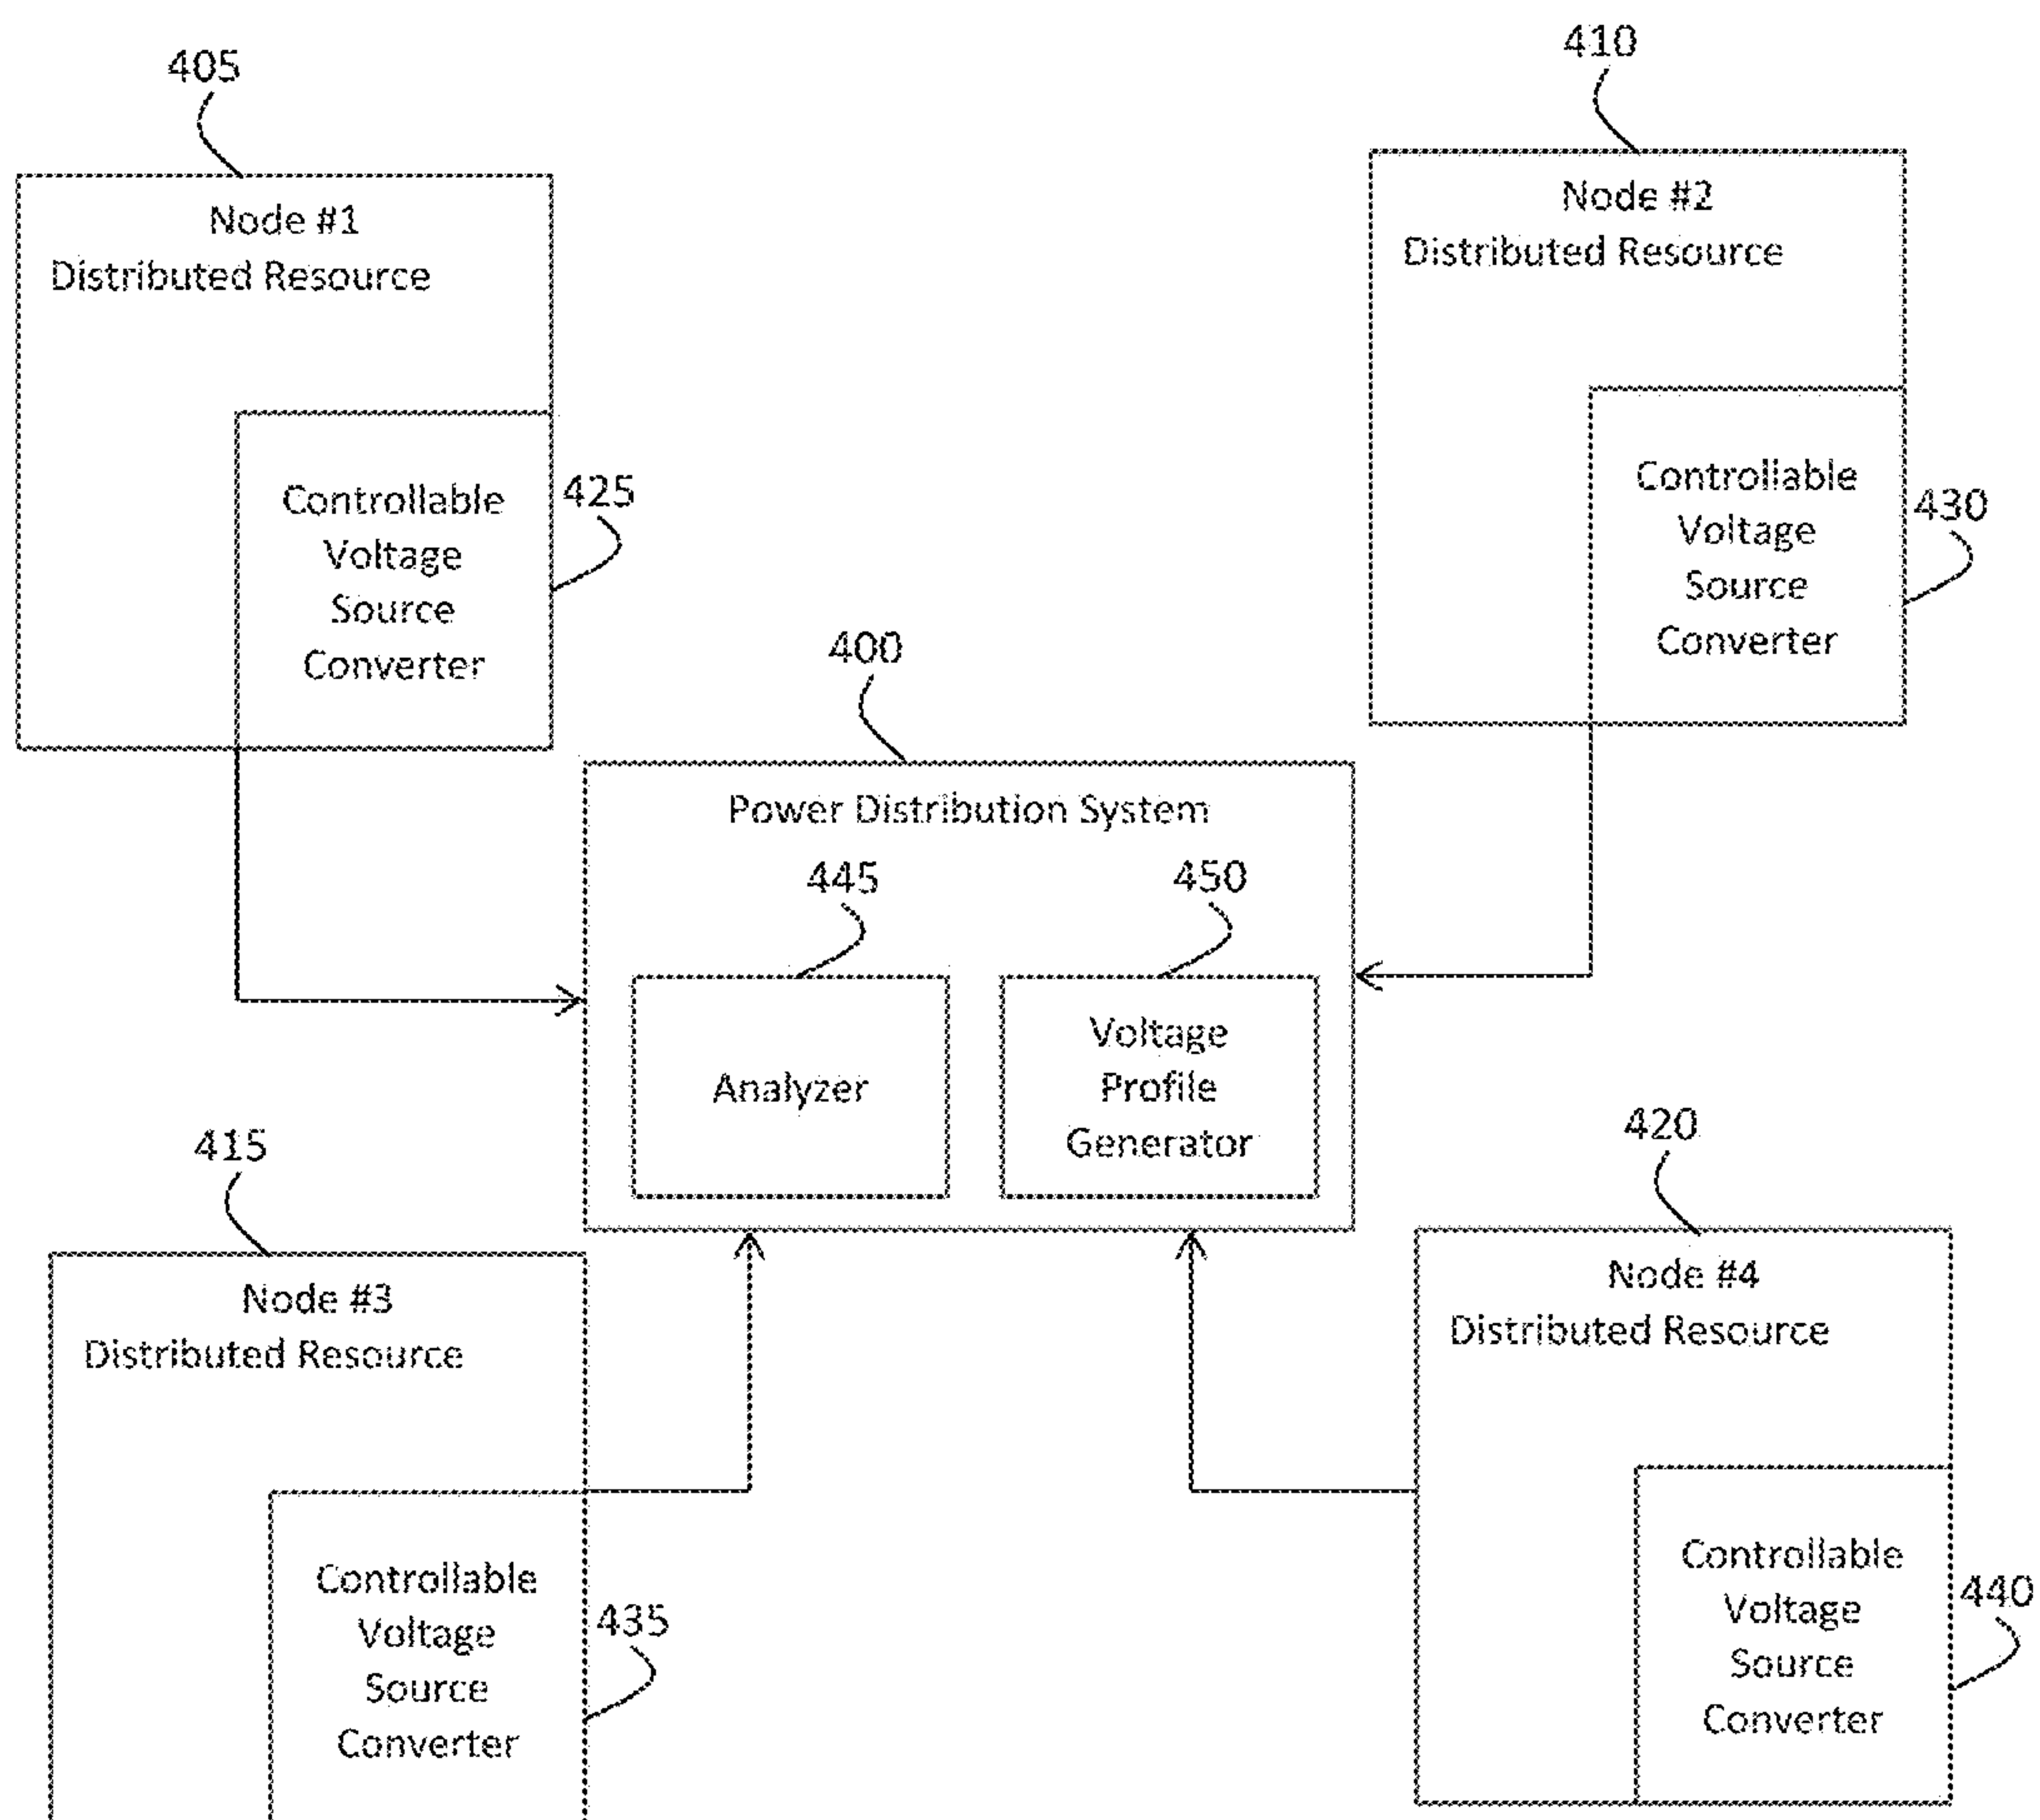 405
Node #1
Distributed Resource
Controllable
Voltage
Source
Converter
425
410
Node #2
Distributed Resource
Controllable
Voltage
Source
Converter
430
400
Power Distribution System
445
Analyzer
450
Voltage
Profile
Generator
415
Node #3
Distributed Resource
Controllable
Voltage
Source
Converter
435
420
Node #4
Distributed Resource
Controllable
Voltage
Source
Converter
440